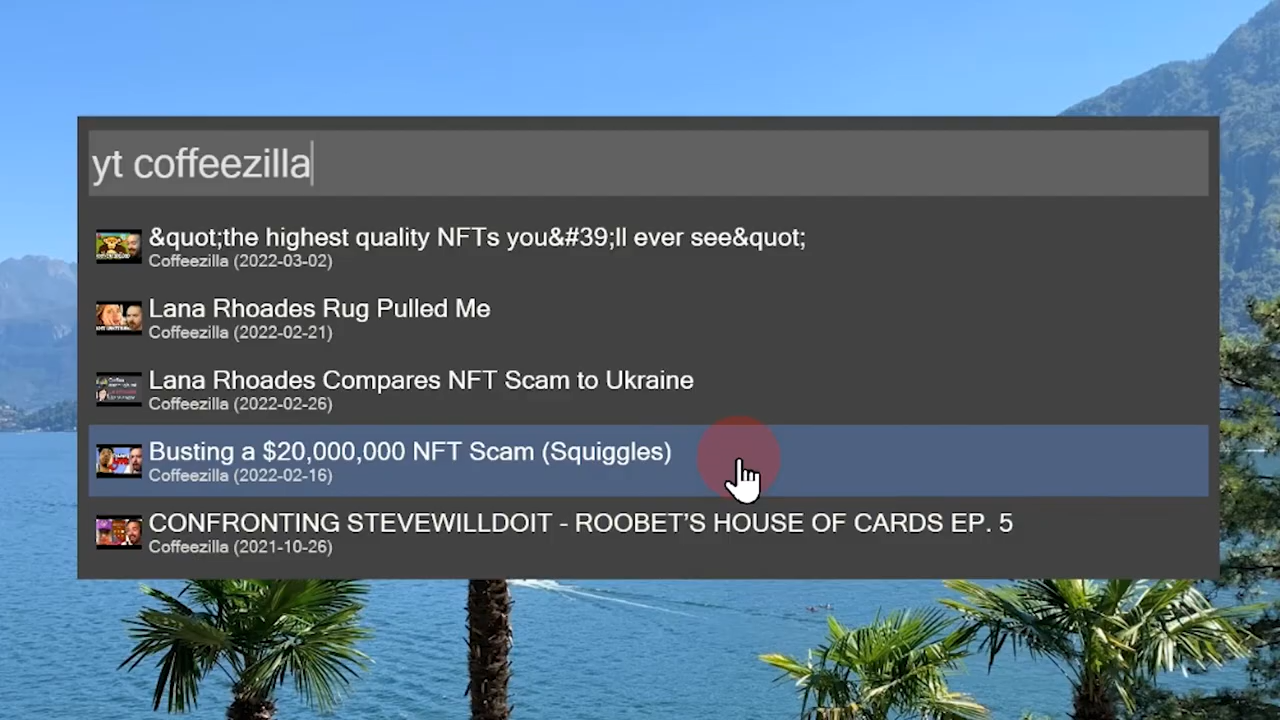 yt coffeezilla
&quot;the highest quality NFTs you&#39;ll ever see&quot;
Coffeezilla (2022-03-02)
Lana Rhoades Rug Pulled Me
Coffeezilla (2022-02-21)
Lana Rhoades Compares NFT Scam to Ukraine
Coffeezilla (2022-02-26)
Busting a $20,000,000 NFT Scam (Squiggles)
Coffeezilla (2022-02-16)
CONFRONTING STEVEWILLDOIT - ROOBET’S HOUSE OF CARDS EP. 5
Coffeezilla (2021-10-26)